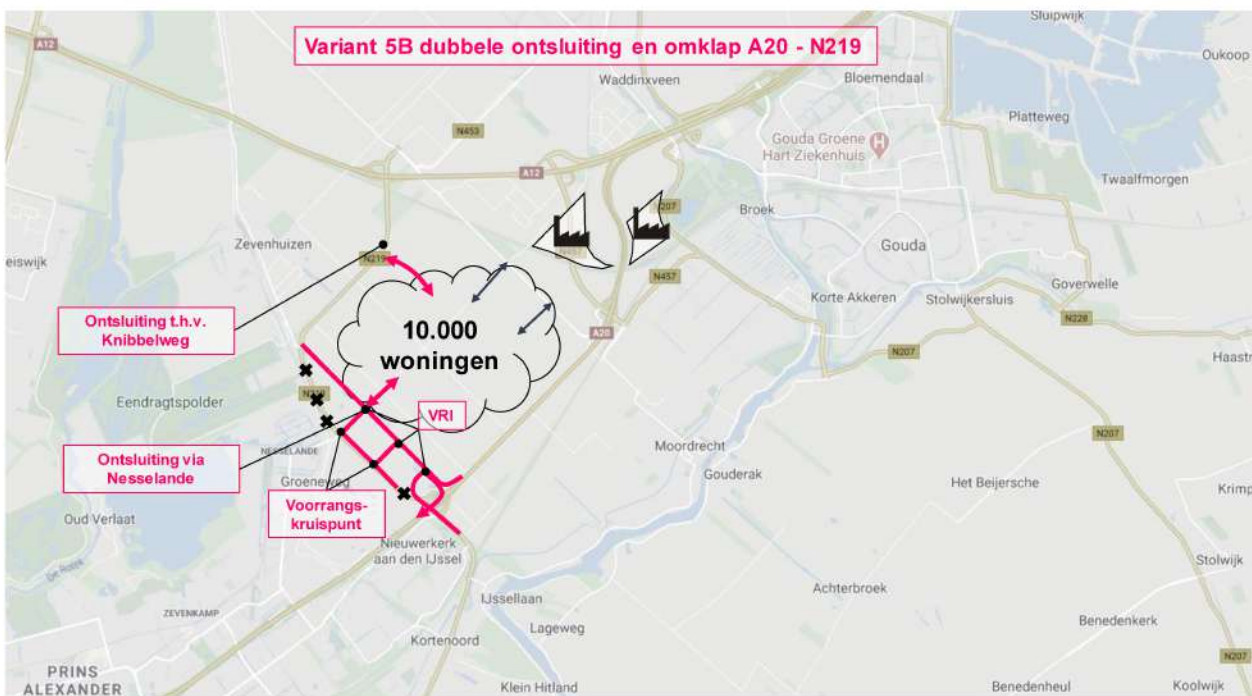 Sluipwijk
A12
Variant 5B dubbele ontsluiting en omklap A20 - N219
Oukoop
Waddinxveen
Bloemendaal
Platteweg
N453
Gouda Groene
Hart Ziekenhuis
H
A12
Twaalfmorgen
N207
Broek
Zevenhuizen
Gouda
eiswijk
N219
N457
Goverwelle
Korte Akkeren
Stolwijkersluis
Ontsluiting t.h.v.
Knibbelweg
10.000
woningen
A20
N228
N207
Haastr
Eendragtspolder
VRI
N207
Moordrecht
NESSELANDE
Ontsluiting via
Nesselande
Gouderak
Groeneweg
Het Beijersche
Krimp
Voorrangs-
kruispunt
Oud Verlaat
Nieuwerkerk
aan den IJssel
Stolwijk
De Rotte
Achterbroek
IJssellaan
ZEVENKAMP
Lageweg
Benedenkerk
Kortenoord
N207
PRINS
ALEXANDER
Klein Hitland
Benedenheul
Koolwijk